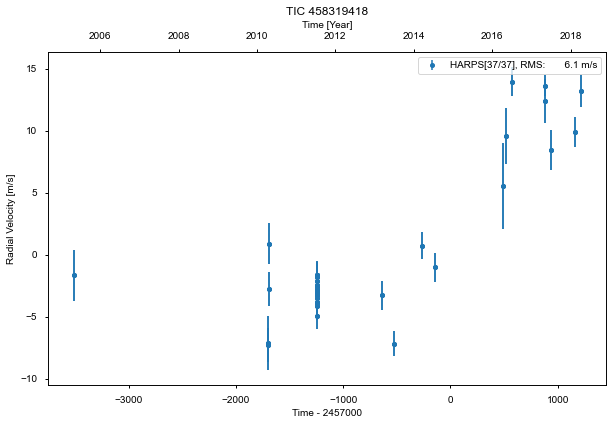 TIC 458319418
Time [Year]
2006 2008 2010 2012 2014 2016 2018
HARPS[37/37], RMS: 6.1 m/s
15
10
5
0
−5
−10
Radial Velocity [m/s]
−3000 −2000 −1000 0 1000
Time - 2457000